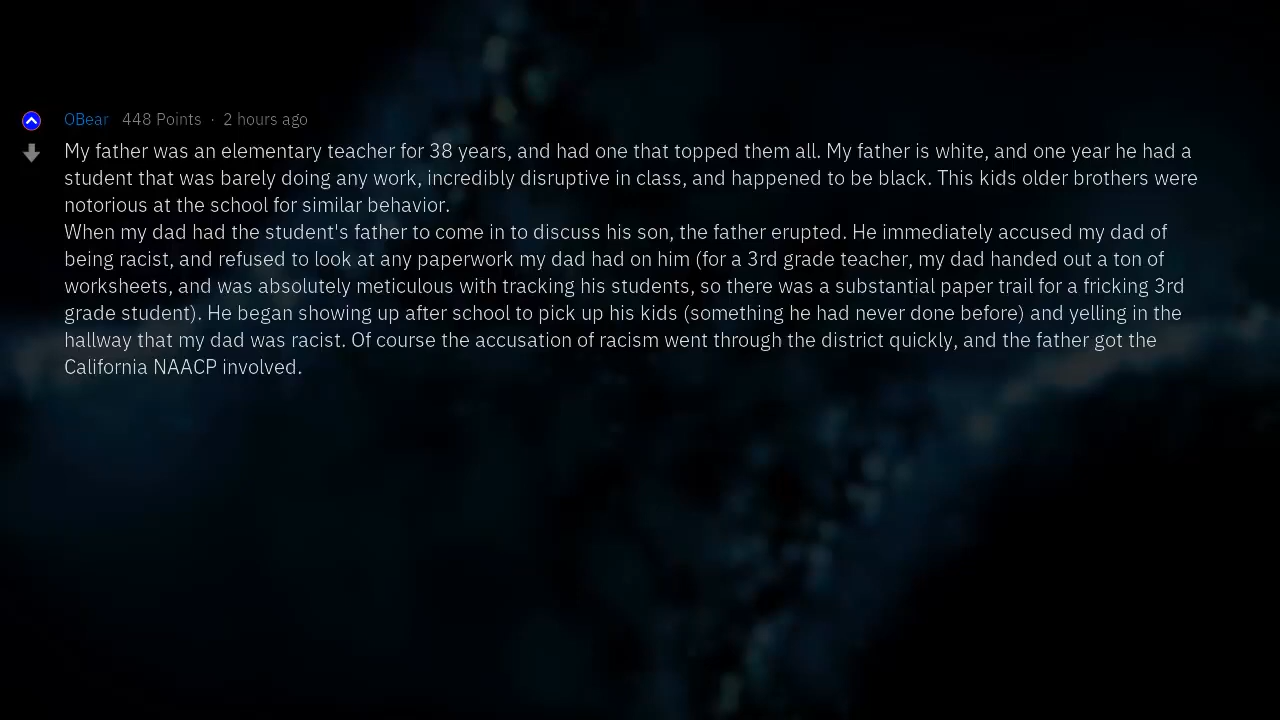 OBear 448 Points · 2 hours ago
My father was an elementary teacher for 38 years, and had one that topped them all. My father is white, and one year he had a
student that was barely doing any work, incredibly disruptive in class, and happened to be black. This kids older brothers were
notorious at the school for similar behavior.
When my dad had the student's father to come in to discuss his son, the father erupted. He immediately accused my dad of
being racist, and refused to look at any paperwork my dad had on him (for a 3rd grade teacher, my dad handed out a ton of
worksheets, and was absolutely meticulous with tracking his students, so there was a substantial paper trail for a fricking 3rd
grade student). He began showing up after school to pick up his kids (something he had never done before) and yelling in the
hallway that my dad was racist. Of course the accusation of racism went through the district quickly, and the father got the
California NAACP involved.